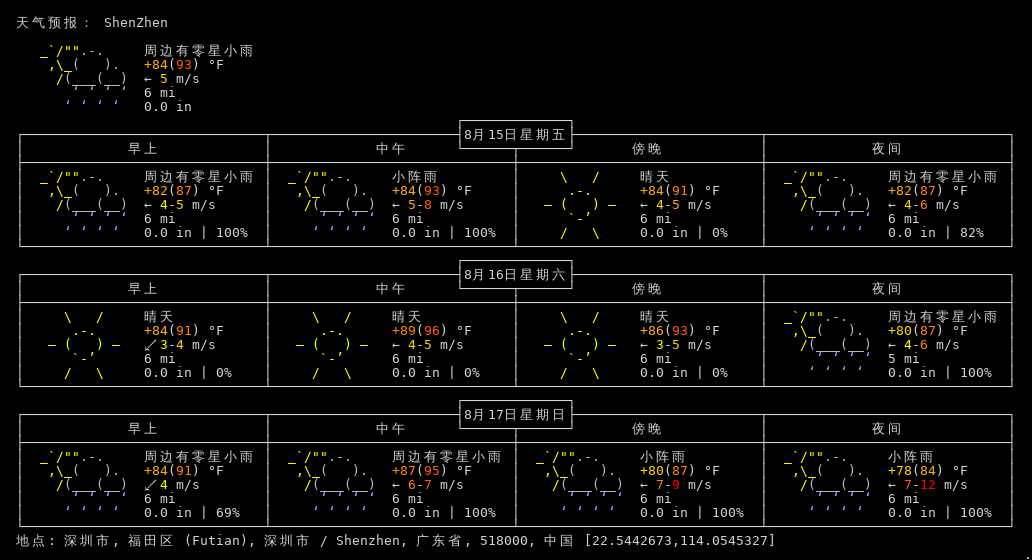 天气预报： ShenZhen
周边有零星小雨
+84(93) °F
← 5 m/s
6 mi
0.0 in
8月15日星期五
早上 中午 傍晚 夜间
周边有零星小雨 小阵雨 晴天 周边有零星小雨
+82(87) °F +84(93) °F +84(91) °F +82(87) °F
← 4-5 m/s ← 5-8 m/s ← 4-5 m/s ← 4-6 m/s
6 mi 6 mi 6 mi 6 mi
0.0 in | 100% 0.0 in | 100% 0.0 in | 0% 0.0 in | 82%
8月16日星期六
早上 中午 傍晚 夜间
晴天 晴天 晴天 周边有零星小雨
+84(91) °F +89(96) °F +86(93) °F +80(87) °F
↙ 3-4 m/s ← 4-5 m/s ← 3-5 m/s ← 4-6 m/s
6 mi 6 mi 6 mi 5 mi
0.0 in | 0% 0.0 in | 0% 0.0 in | 0% 0.0 in | 100%
8月17日星期日
早上 中午 傍晚 夜间
周边有零星小雨 周边有零星小雨 小阵雨 小阵雨
+84(91) °F +87(95) °F +80(87) °F +78(84) °F
↙ 4 m/s ← 6-7 m/s ← 7-9 m/s ← 7-12 m/s
6 mi 6 mi 6 mi 6 mi
0.0 in | 69% 0.0 in | 100% 0.0 in | 100% 0.0 in | 100%
地点: 深圳市, 福田区 (Futian), 深圳市 / Shenzhen, 广东省, 518000, 中国 [22.5442673,114.0545327]